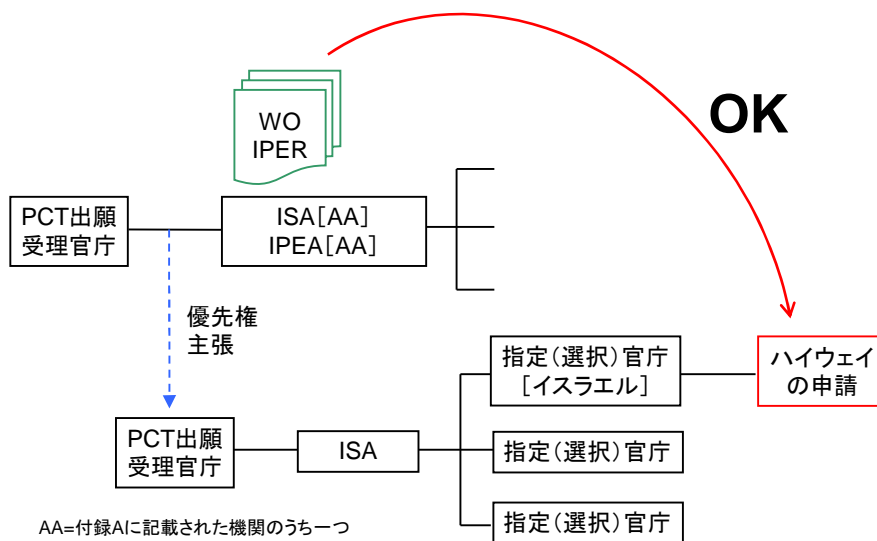 OK
WO
IPER
PCT出願
受理官庁
ISA[AA]
IPEA[AA]
優先権
主張
指定(選択)官庁
[イスラエル]
ハイウェイ
の申請
PCT出願
受理官庁
ISA
指定(選択)官庁
指定(選択)官庁
AA=付録Aに記載された機関のうち一つ